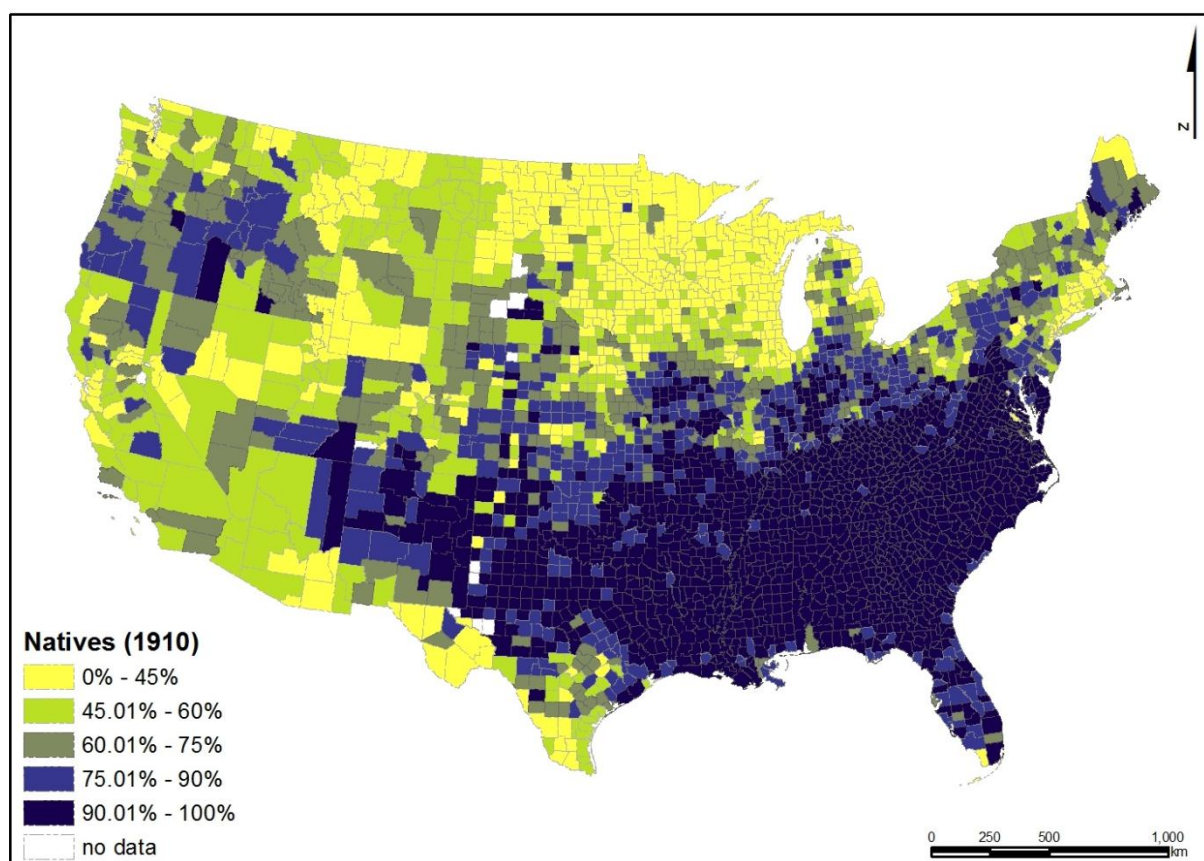 N
Natives (1910)
0% - 45%
45.01% - 60%
60.01% - 75%
75.01% - 90%
90.01% - 100%
no data
0 250 500 1,000
km